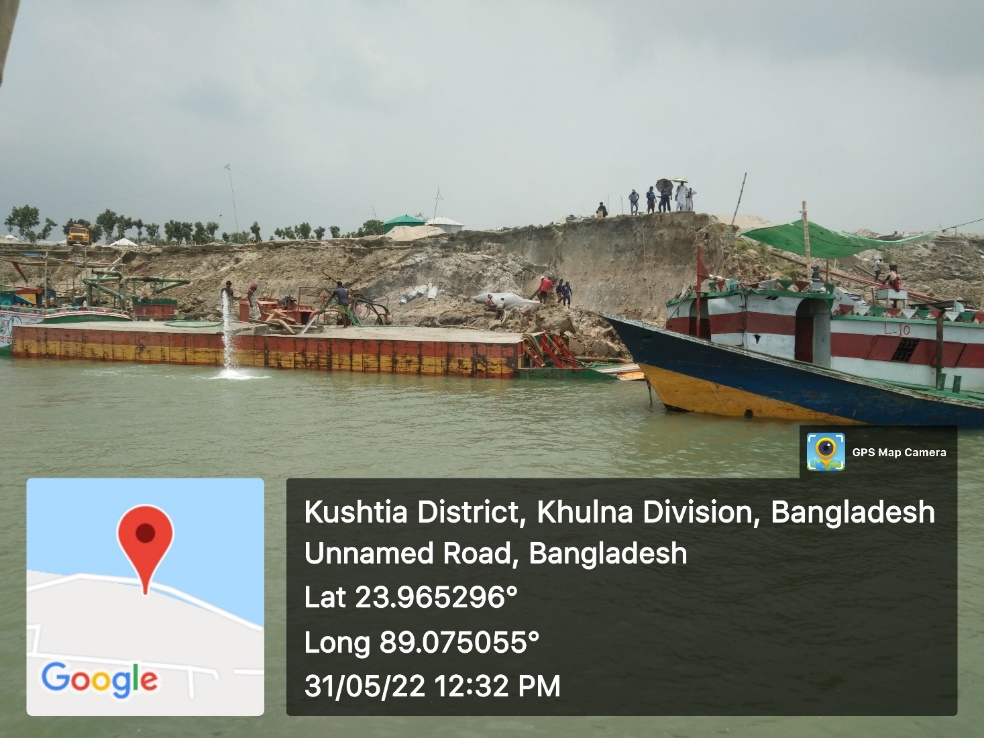 L10
GPS Map Camera
Kushtia District, Khulna Division, Bangladesh
Unnamed Road, Bangladesh
Lat 23.965296°
Long 89.075055°
31/05/22 12:32 PM
Google